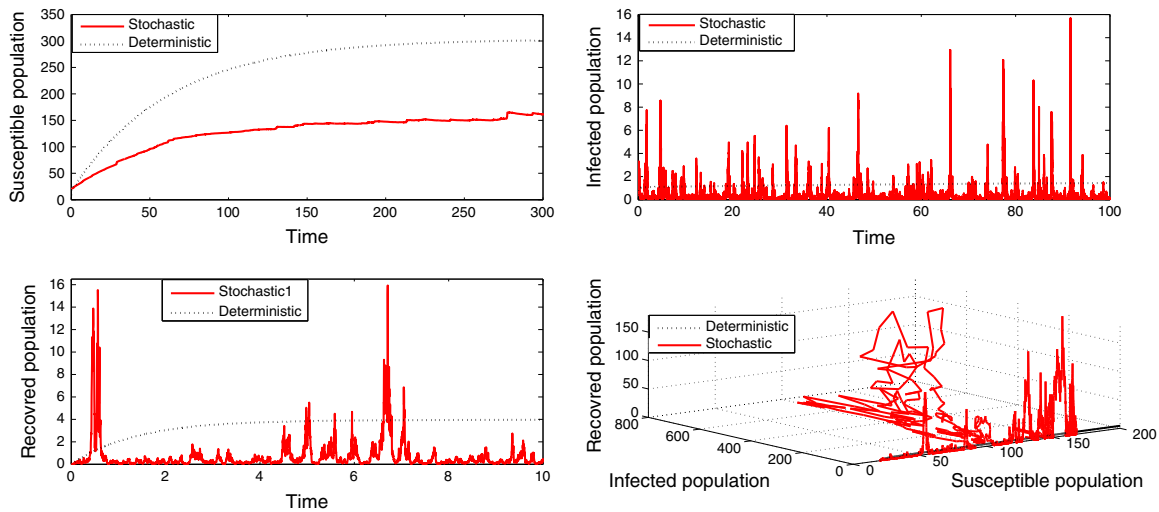 Stochastic
Deterministic
350
300
250
200
150
100
50
0
Susceptible population
0 50 100 150 200 250 300
Time
Stochastic
Deterministic
16
14
12
10
8
6
4
2
0
Infected population
0 20 40 60 80 100
Time
Stochastic1
Deterministic
16
14
12
10
8
6
4
2
0
Recovred population
0 2 4 6 8 10
Time
Deterministic
Stochastic
150
100
50
0
Recovred population
800 600 400 200 0
Infected population
0 50 100 150 200
Susceptible population